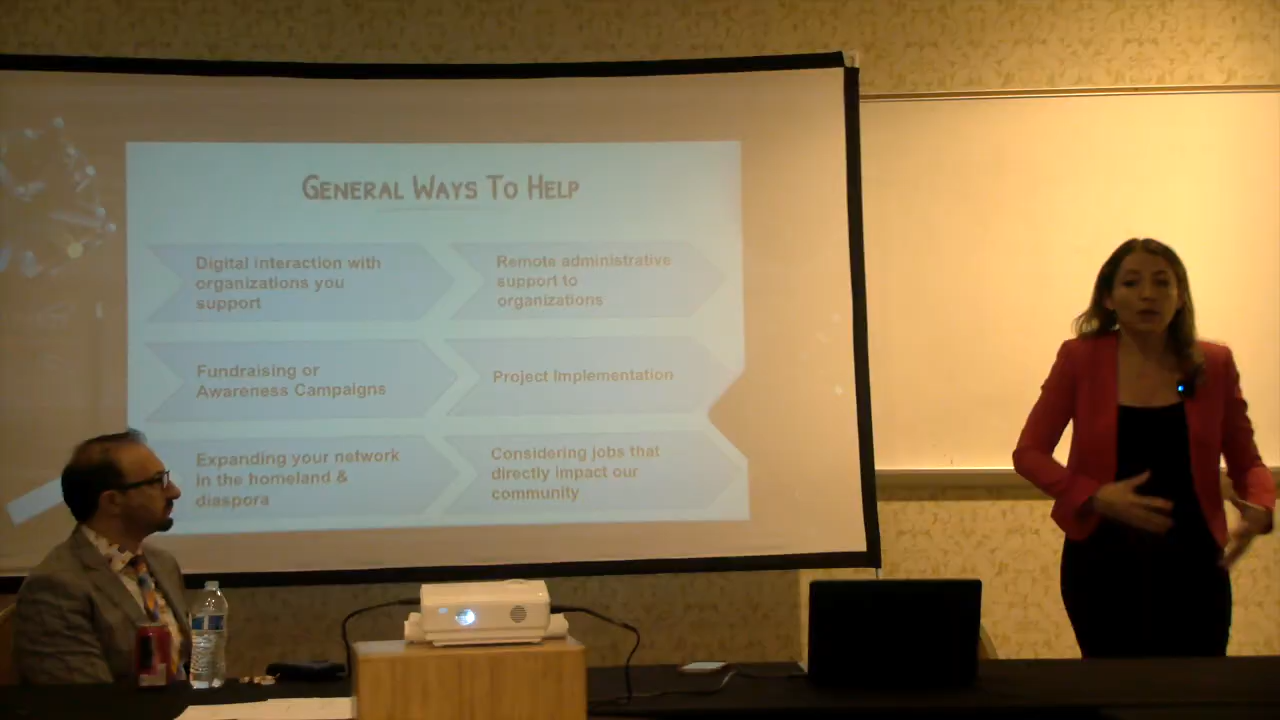 General Ways To Help
Digital interaction with
organizations you
support
Remote administrative
support to
organizations
Fundraising or
Awareness Campaigns
Project Implementation
Expanding your network
in the homeland &
diaspora
Considering jobs that
directly impact our
community